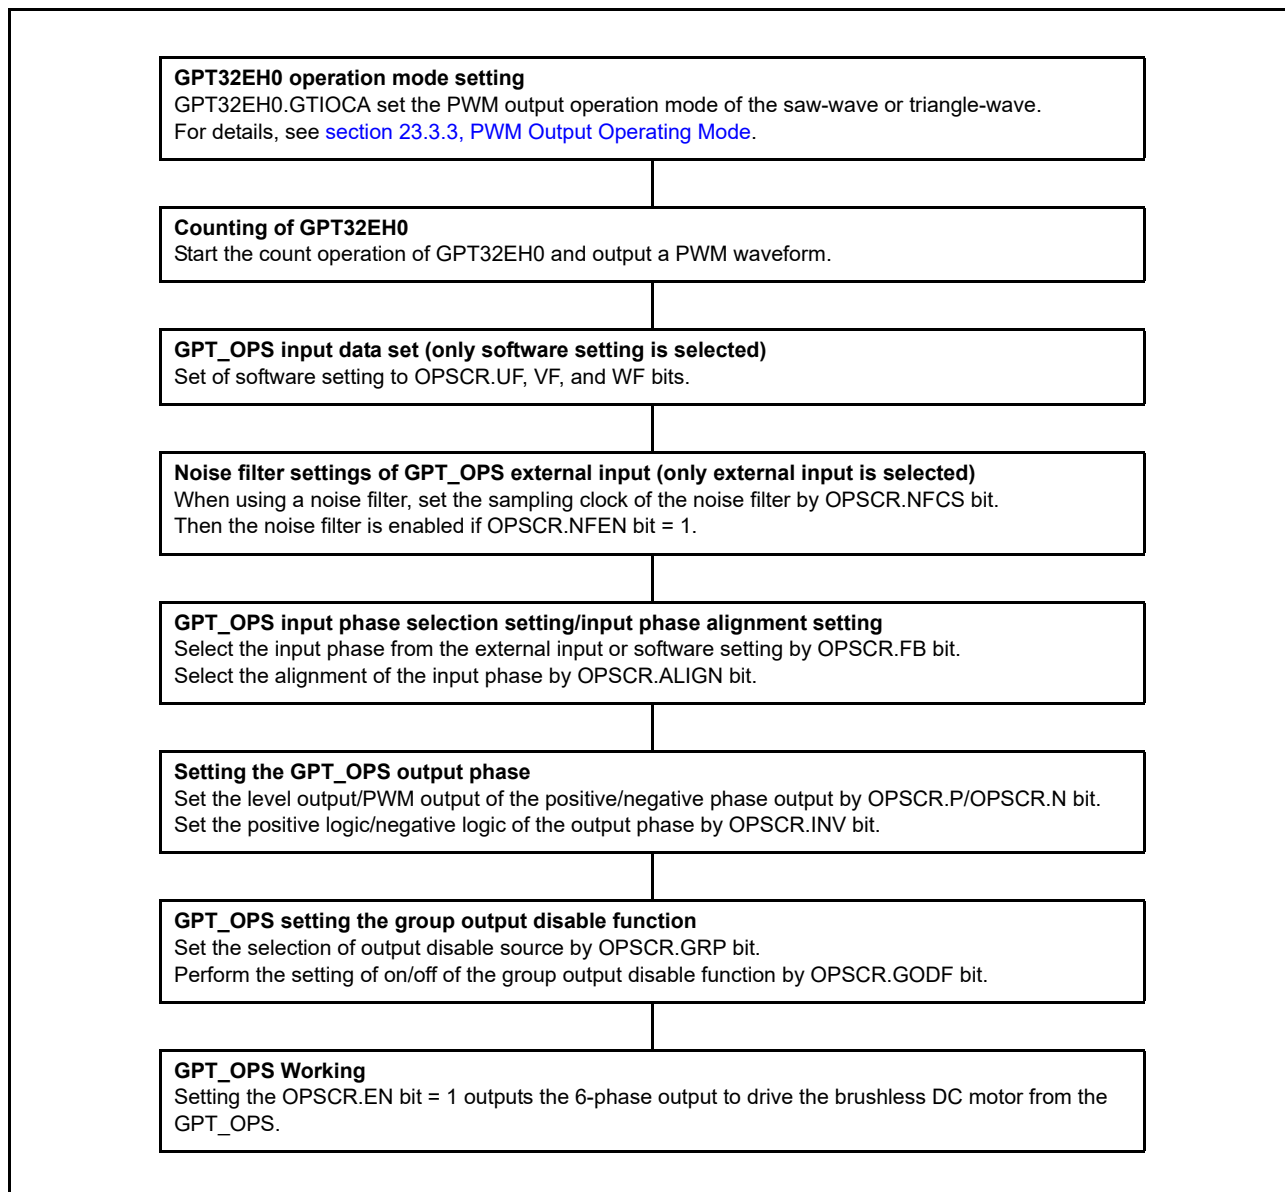 GPT32EH0 operation mode setting
GPT32EH0.GTIOCA set the PWM output operation mode of the saw-wave or triangle-wave.
For details, see section 23.3.3, PWM Output Operating Mode.
Counting of GPT32EH0
Start the count operation of GPT32EH0 and output a PWM waveform.
GPT_OPS input data set (only software setting is selected)
Set of software setting to OPSCR.UF, VF, and WF bits.
Noise filter settings of GPT_OPS external input (only external input is selected)
When using a noise filter, set the sampling clock of the noise filter by OPSCR.NFCS bit.
Then the noise filter is enabled if OPSCR.NFEN bit = 1.
GPT_OPS input phase selection setting/input phase alignment setting
Select the input phase from the external input or software setting by OPSCR.FB bit.
Select the alignment of the input phase by OPSCR.ALIGN bit.
Setting the GPT_OPS output phase
Set the level output/PWM output of the positive/negative phase output by OPSCR.P/OPSCR.N bit.
Set the positive logic/negative logic of the output phase by OPSCR.INV bit.
GPT_OPS setting the group output disable function
Set the selection of output disable source by OPSCR.GRP bit.
Perform the setting of on/off of the group output disable function by OPSCR.GODF bit.
GPT_OPS Working
Setting the OPSCR.EN bit = 1 outputs the 6-phase output to drive the brushless DC motor from the
GPT_OPS.